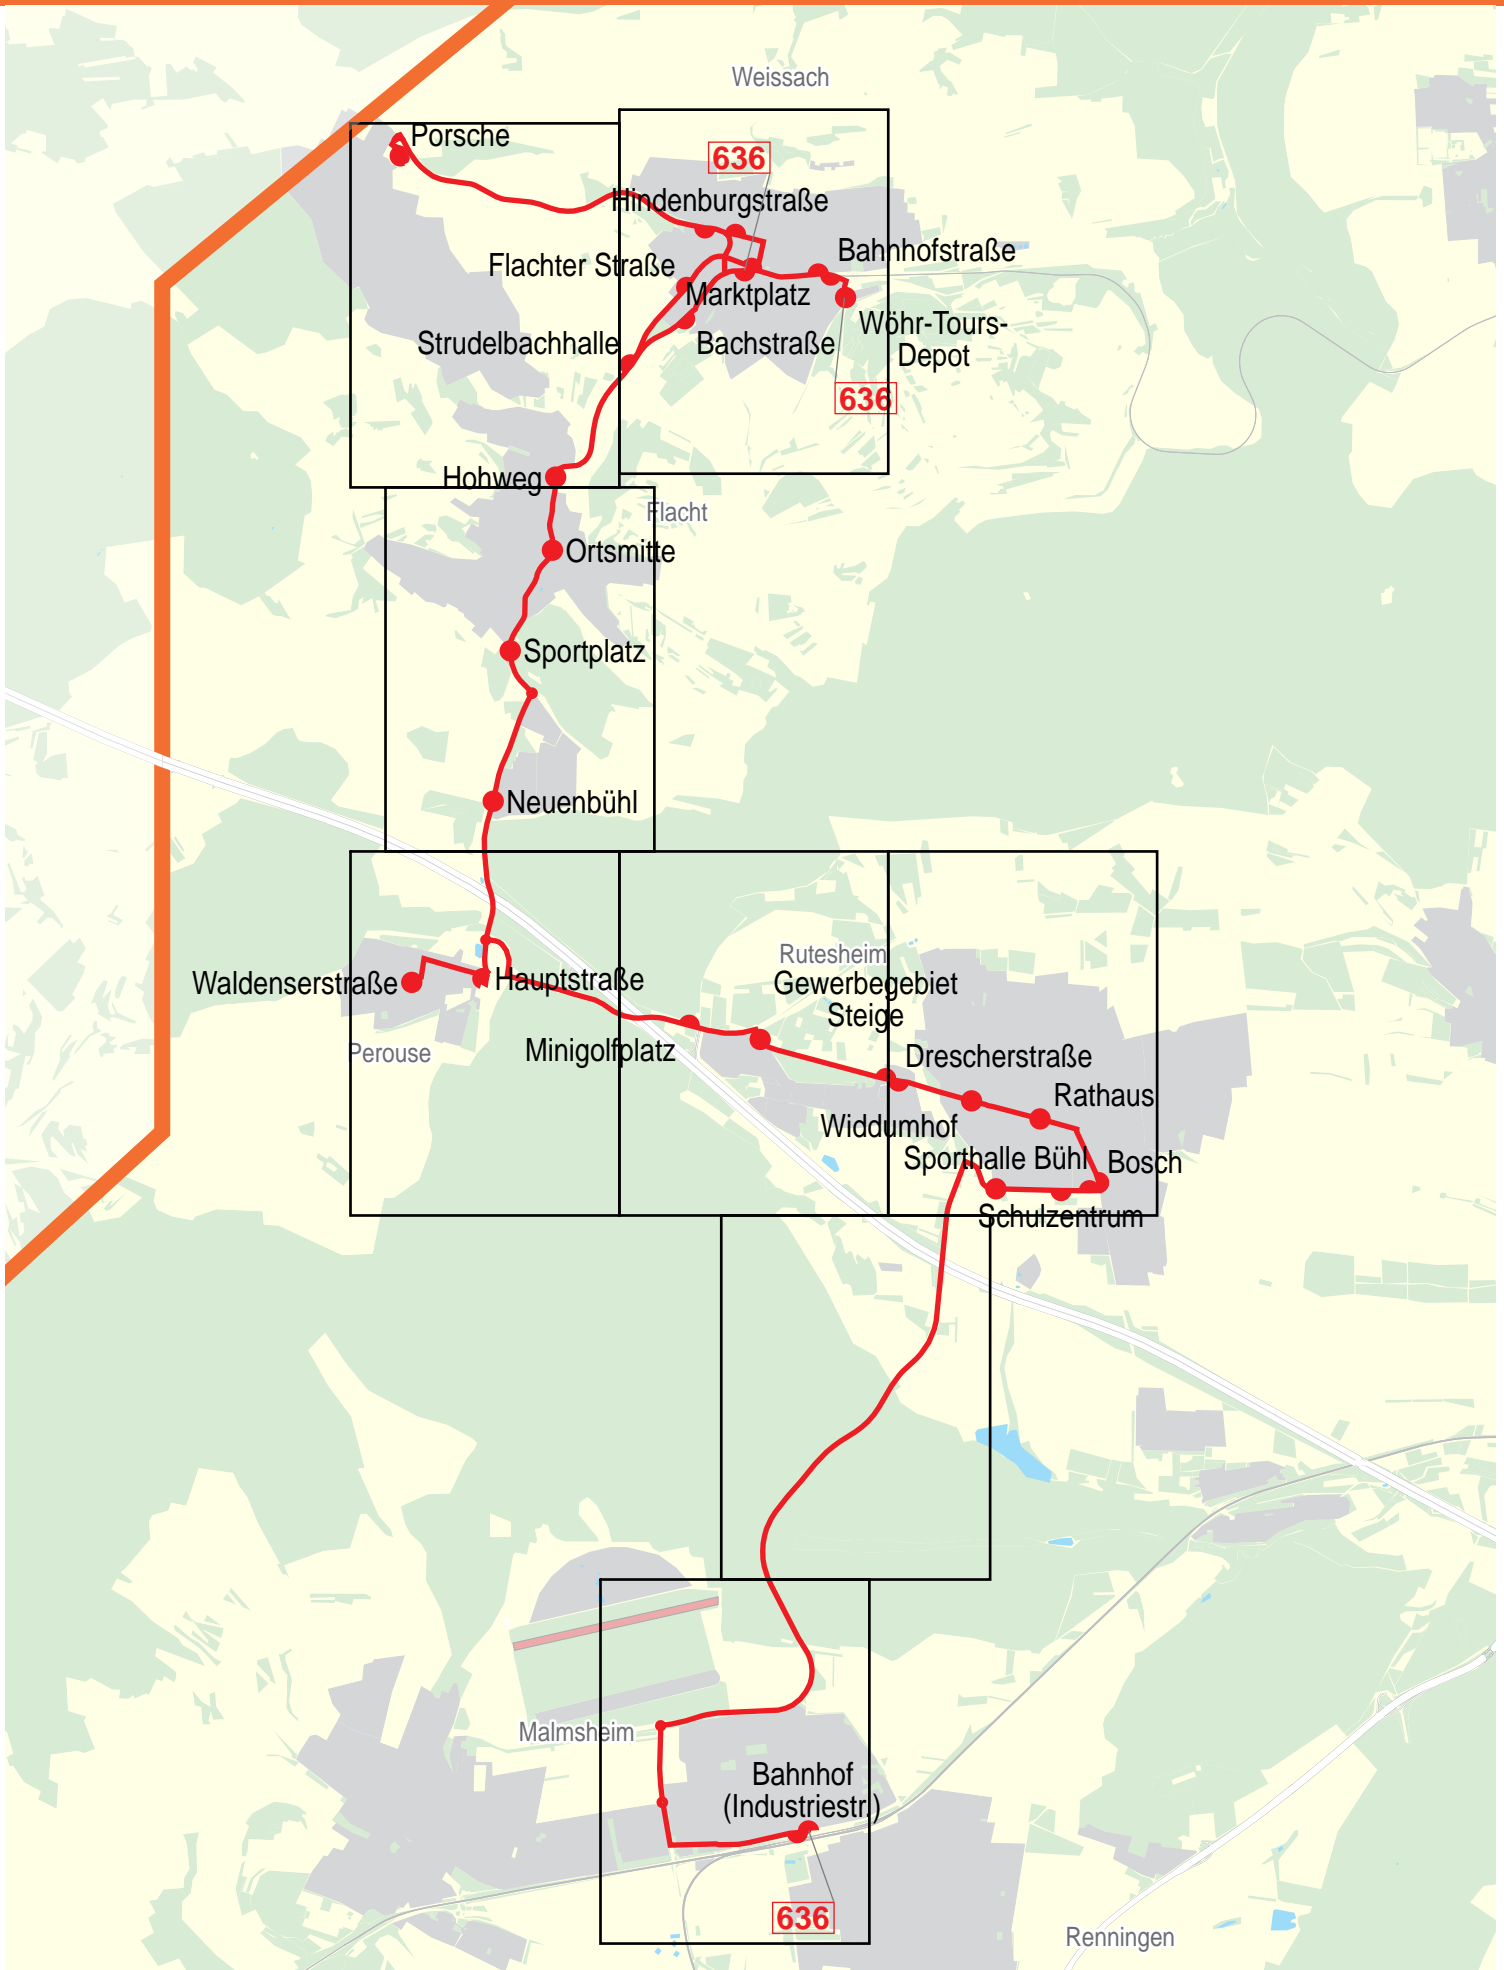 Weissach
Porsche
636
Hindenburgstraße
Bahnhofstraße
Flachter Straße
Marktplatz
Wöhr-Tours-
Depot
Strudelbachhalle
Bachstraße
636
Hohweg
Flacht
Ortsmitte
Sportplatz
Neuenbühl
Rutesheim
Waldenserstraße
Hauptstraße
Gewerbegebiet
Steige
Perouse
Minigolfplatz
Drescherstraße
Rathaus
Widdumhof
Sporthalle Bühl
Bosch
Schulzentrum
Malmsheim
Bahnhof
(Industriestr.)
636
Renningen